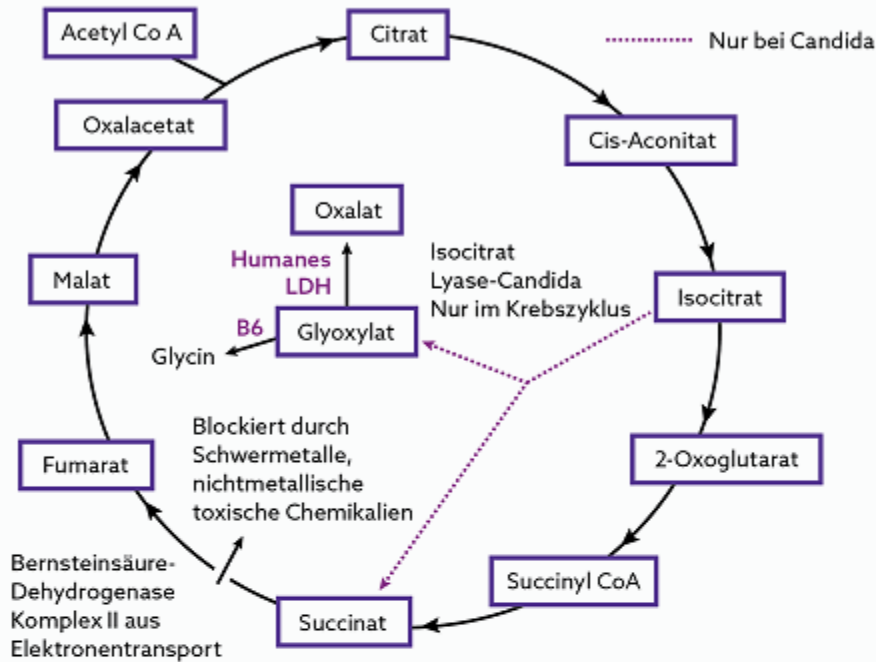 Acetyl Co A
Citrat
Nur bei Candida
Oxalacetat
Cis-Aconitat
Oxalat
Humanes
LDH
Isocitrat
Lyase-Candida
Nur im Krebszyklus
Malat
Isocitrat
B6
Glyoxylat
Glycin
Blockiert durch
Schwermetalle,
nichtmetallische
toxische Chemikalien
Fumarat
2-Oxoglutarat
Bernsteinsäure-
Dehydrogenase
Komplex II aus
Elektronentransport
Succinyl CoA
Succinat